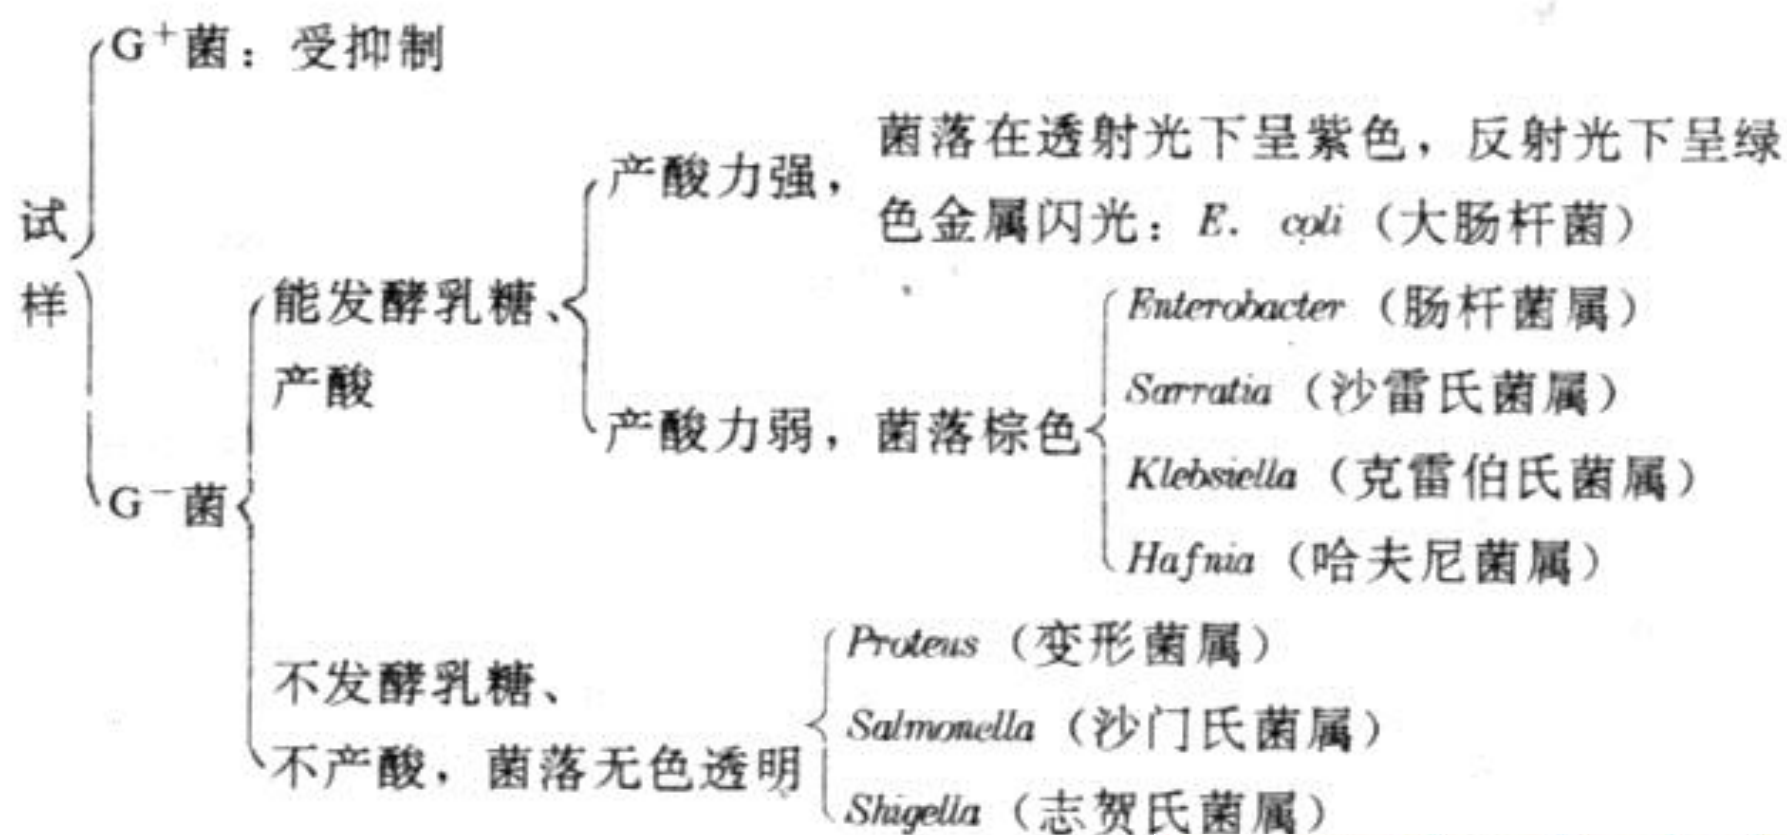 G⁺菌：受抑制
菌落在透射光下呈紫色，反射光下呈绿
产酸力强，
色金属闪光：E. coli（大肠杆菌）
试
样
能发酵乳糖、
产酸
Enterobacter（肠杆菌属）
Sarratia（沙雷氏菌属）
产酸力弱，菌落棕色
Klebsiella（克雷伯氏菌属）
G⁻菌
Hafnia（哈夫尼菌属）
不发酵乳糖、
不产酸，菌落无色透明
Proteus（变形菌属）
Salmonella（沙门氏菌属）
Shigella（志贺氏菌属）